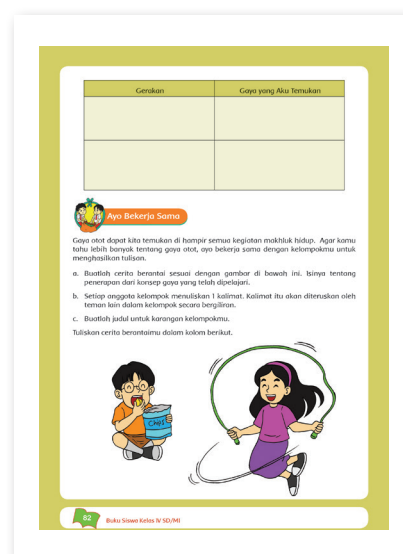 Gerakan Gaya yang Aku Temukan
Ayo Bekerja Sama
Gaya otot dapat kita temukan di hampir semua kegiatan makhluk hidup. Agar kamu
tahu lebih banyak tentang gaya otot, ayo bekerja sama dengan kelompokmu untuk
menghasilkan tulisan.
a. Buatlah cerita berantai sesuai dengan gambar di bawah ini. Isinya tentang
penerapan dari konsep gaya yang telah dipelajari.
b. Setiap anggota kelompok menuliskan 1 kalimat. Kalimat itu akan diteruskan oleh
teman lain dalam kelompok secara bergiliran.
c. Buatlah judul untuk karangan kelompokmu.
Tuliskan cerita berantaimu dalam kolom berikut.
Chips
82 Buku Siswa Kelas IV SD/MI